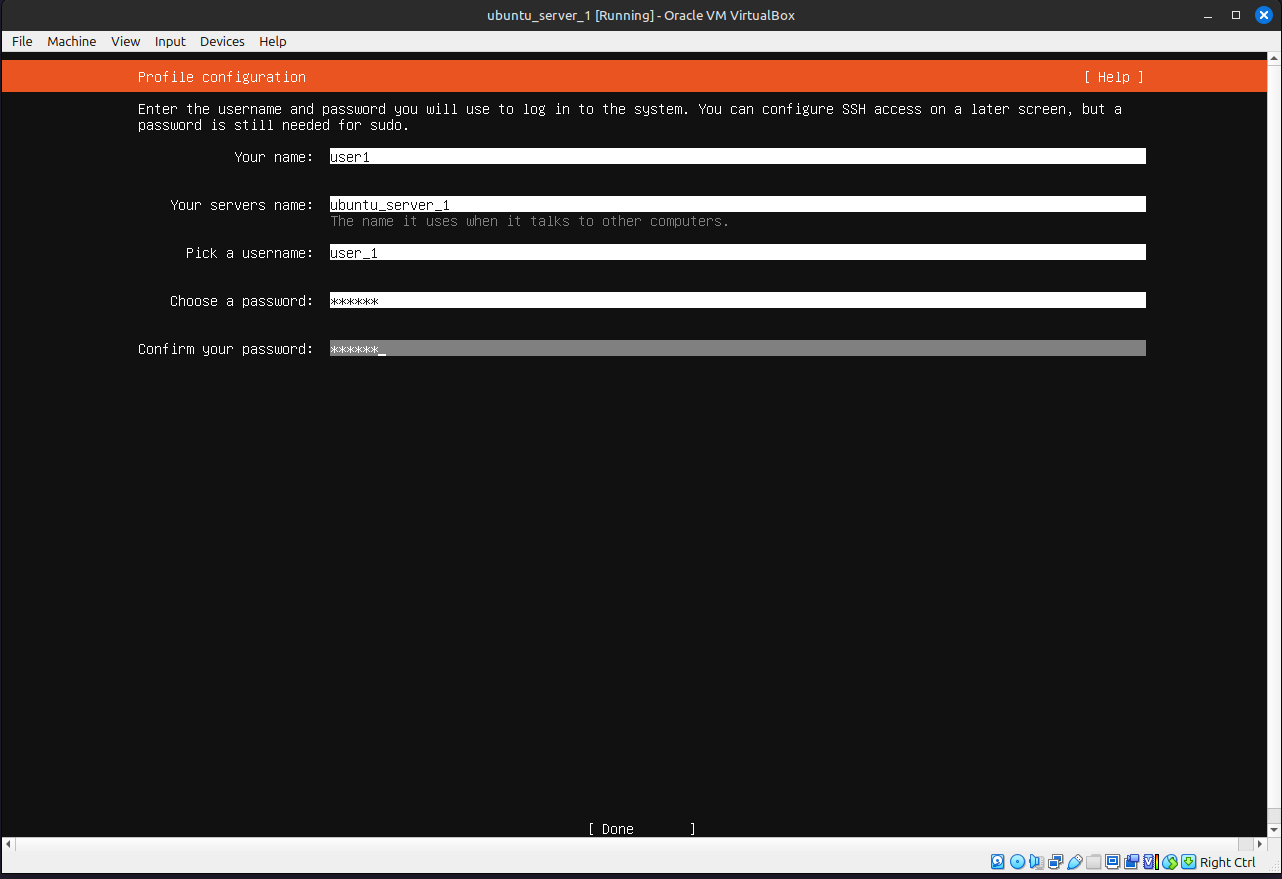 ubuntu_server_1 [Running] - Oracle VM VirtualBox
File Machine View Input Devices Help
Profile configuration [ Help ]
Enter the username and password you will use to log in to the system. You can configure SSH access on a later screen, but a
password is still needed for sudo.
Your name: user1
Your servers name: ubuntu_server_1
The name it uses when it talks to other computers.
Pick a username: user_1
Choose a password: ******
Confirm your password: ******_
[ Done ]
Right Ctrl